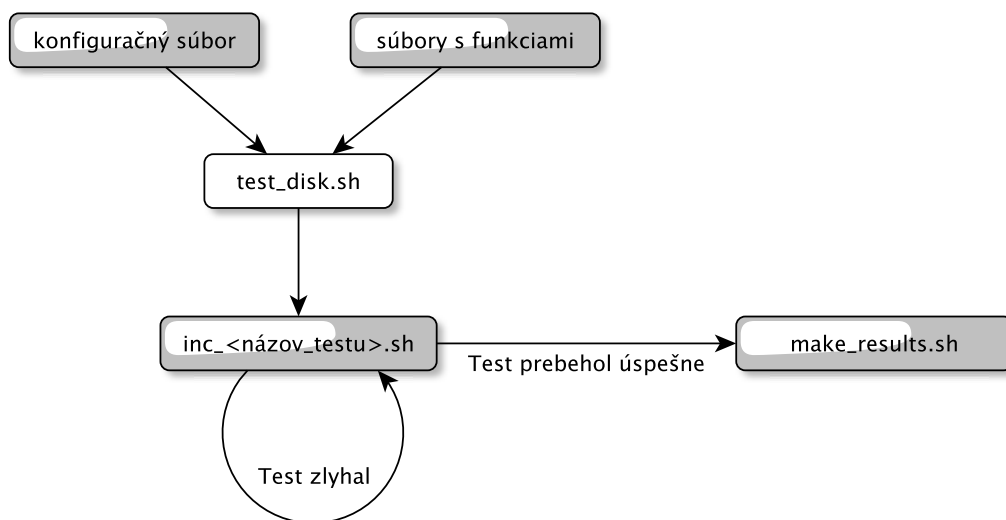 konfiguračný súbor
súbory s funkciami
test_disk.sh
inc_<názov_testu>.sh
Test prebehol úspešne
make_results.sh
Test zlyhal